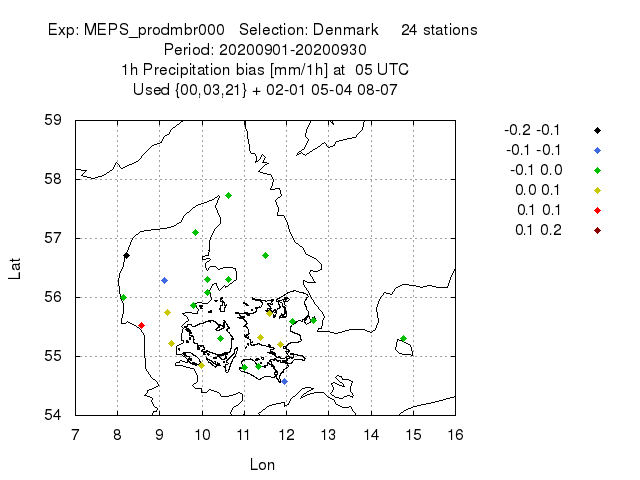 Exp: MEPS_prodmbr000 Selection: Denmark 24 stations
Period: 20200901-20200930
1h Precipitation bias [mm/1h] at 05 UTC
Used {00,03,21} + 02-01 05-04 08-07
59
58
57
56
55
54
Lat
7 8 9 10 11 12 13 14 15 16
Lon
-0.2 -0.1
-0.1 -0.1
-0.1 0.0
0.0 0.1
0.1 0.1
0.1 0.2